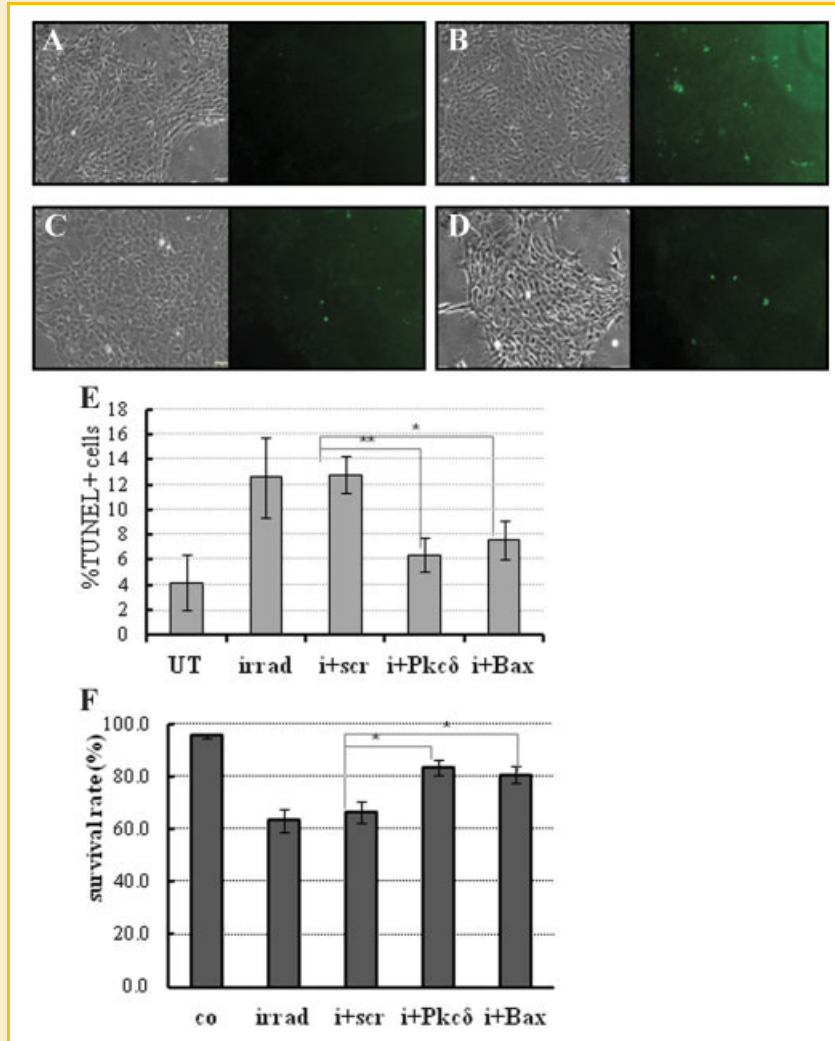 A
B
C
D
E
%TUNEL+ cells
18
16
14
12
10
8
6
4
2
0
*
**
UT irrad i+scr i+Pkcδ i+Bax
F
survival rate (%)
100.0
80.0
60.0
40.0
20.0
0.0
*
*
co irrad i+scr i+Pkcδ i+Bax